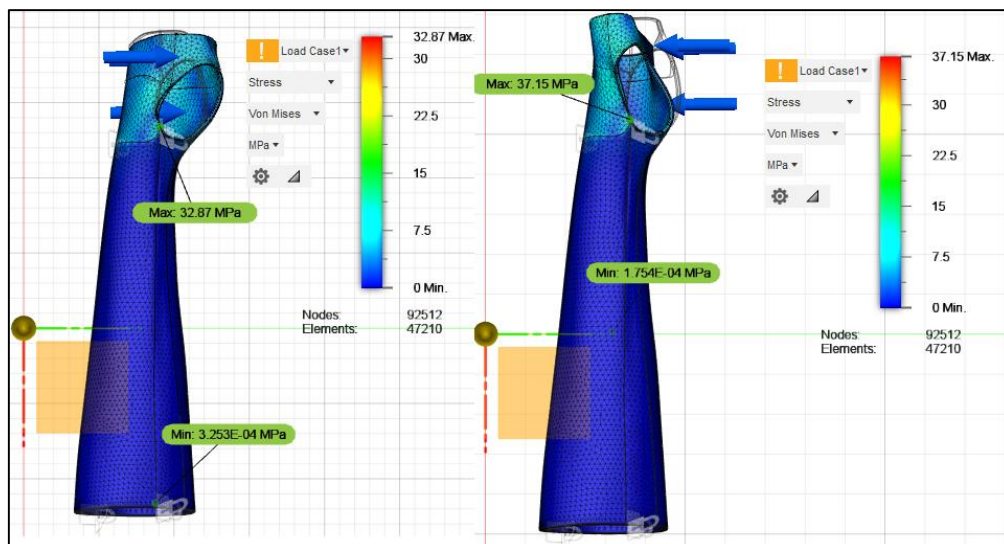 32.87 Max.
30
22.5
15
7.5
0 Min.
Load Case1
Stress
Von Mises
MPa
Max: 32.87 MPa
Min: 3.253E-04 MPa
Nodes: 92512
Elements: 47210
37.15 Max.
30
22.5
15
7.5
0 Min.
Load Case1
Stress
Von Mises
MPa
Max: 37.15 MPa
Min: 1.754E-04 MPa
Nodes: 92512
Elements: 47210